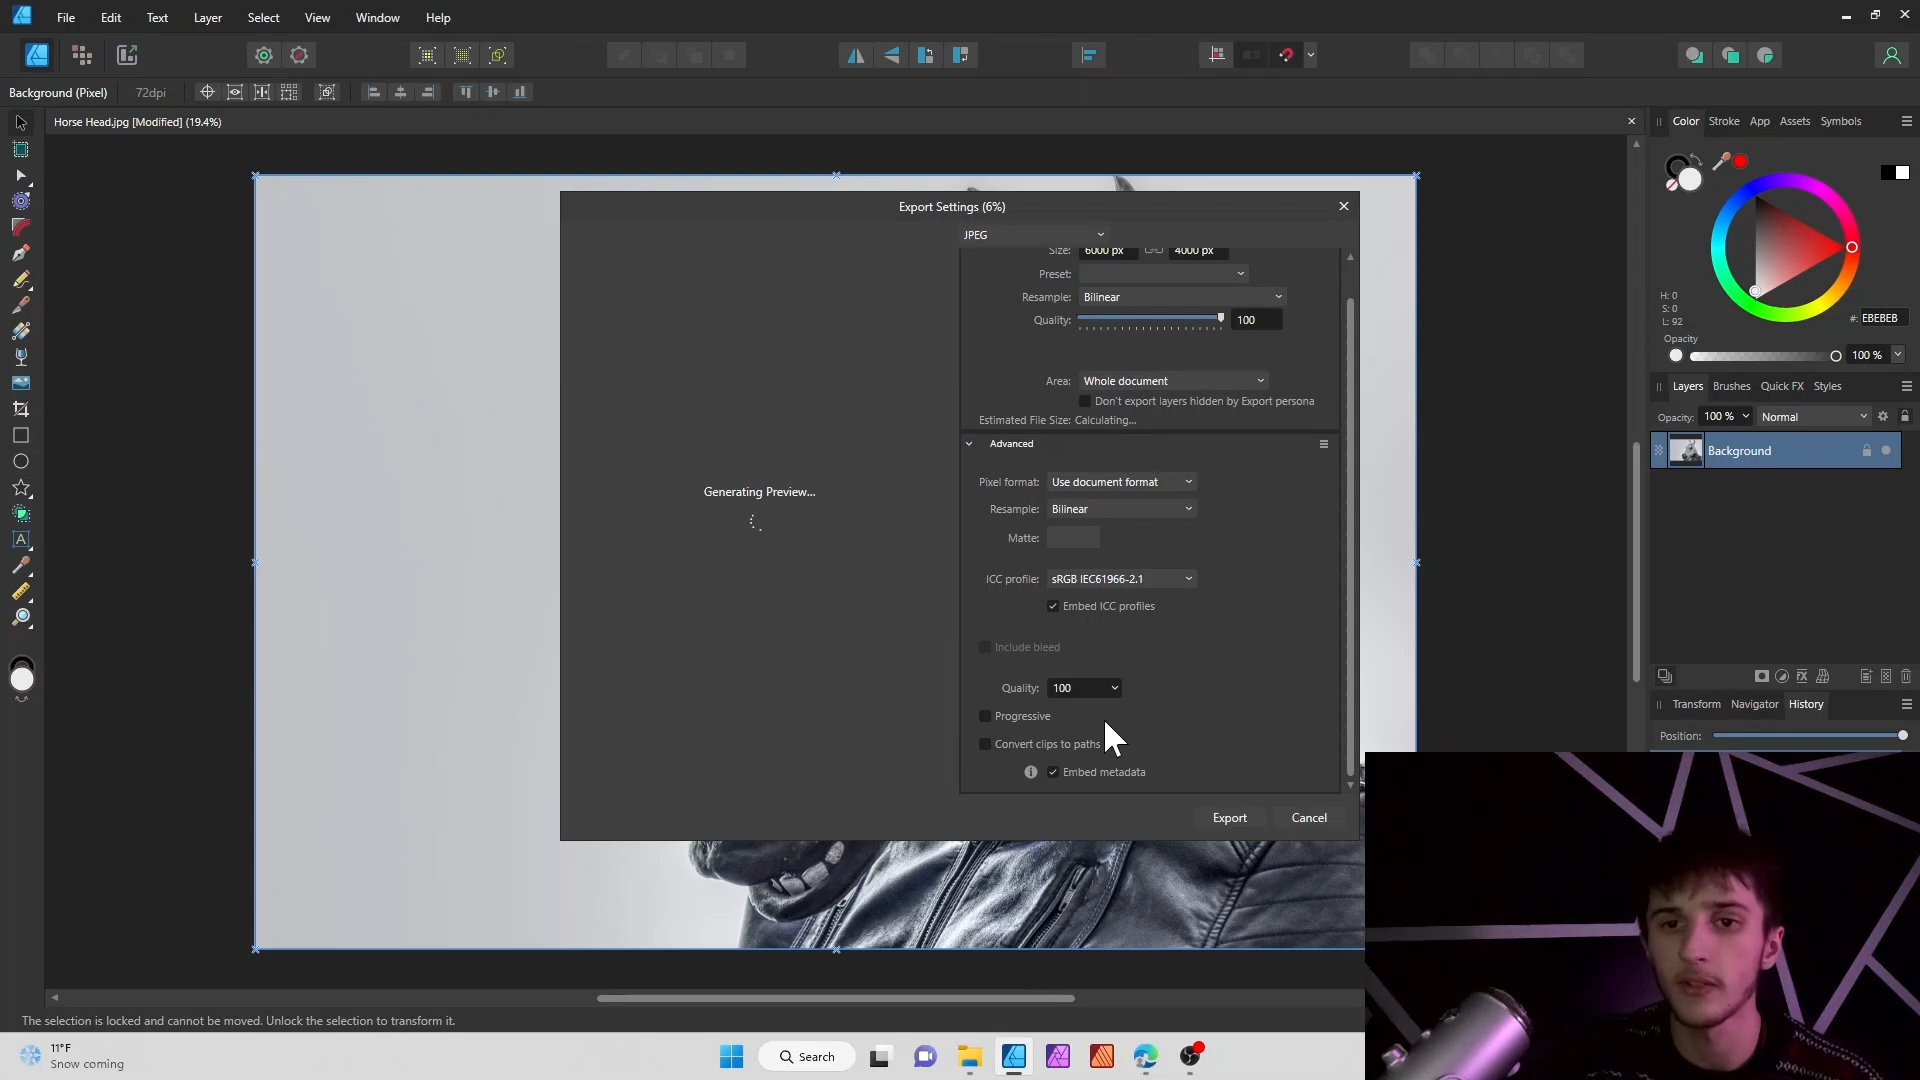 File Edit Text Layer Select View Window Help
Background (Pixel) 72dpi
Horse Head.jpg [Modified] (19.4%)
Export Settings (6%)
JPEG
Size: 6000 px 4000 px
Preset:
Resample: Bilinear
Quality: 100
Area: Whole document
Don't export layers hidden by Export persona
Estimated File Size: Calculating...
Advanced
Pixel format: Use document format
Resample: Bilinear
Matte:
ICC profile: sRGB IEC61966-2.1
Embed ICC profiles
Include bleed
Quality: 100
Progressive
Convert clips to paths
Embed metadata
Export Cancel
Generating Preview...
Color Stroke App Assets Symbols
H: 0
S: 0
L: 92
#: EBEBEB
Opacity
100 %
Layers Brushes Quick FX Styles
Opacity: 100 % Normal
Background
Transform Navigator History
Position:
The selection is locked and cannot be moved. Unlock the selection to transform it.
11°F
Snow coming
Search